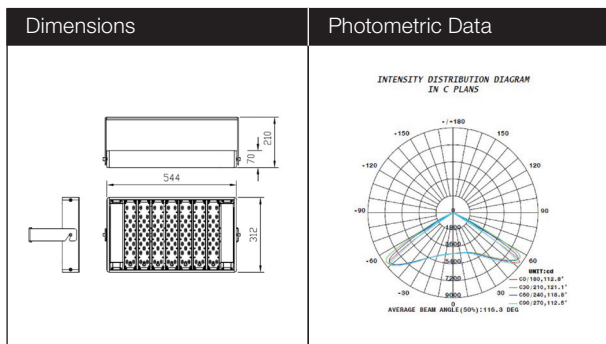 Dimensions
Photometric Data
210
70
544
312
INTENSITY DISTRIBUTION DIAGRAM
IN C PLANS
-/+180
-150 150
-120 120
-90 0 90
1800
3600
5400
-60 60
7200
UNIT:cd
C0/180,112.8°
C30/210,121.1°
-30 30
9000
C60/240,118.8°
C90/270,112.5°
0
AVERAGE BEAM ANGLE(50%):116.3 DEG